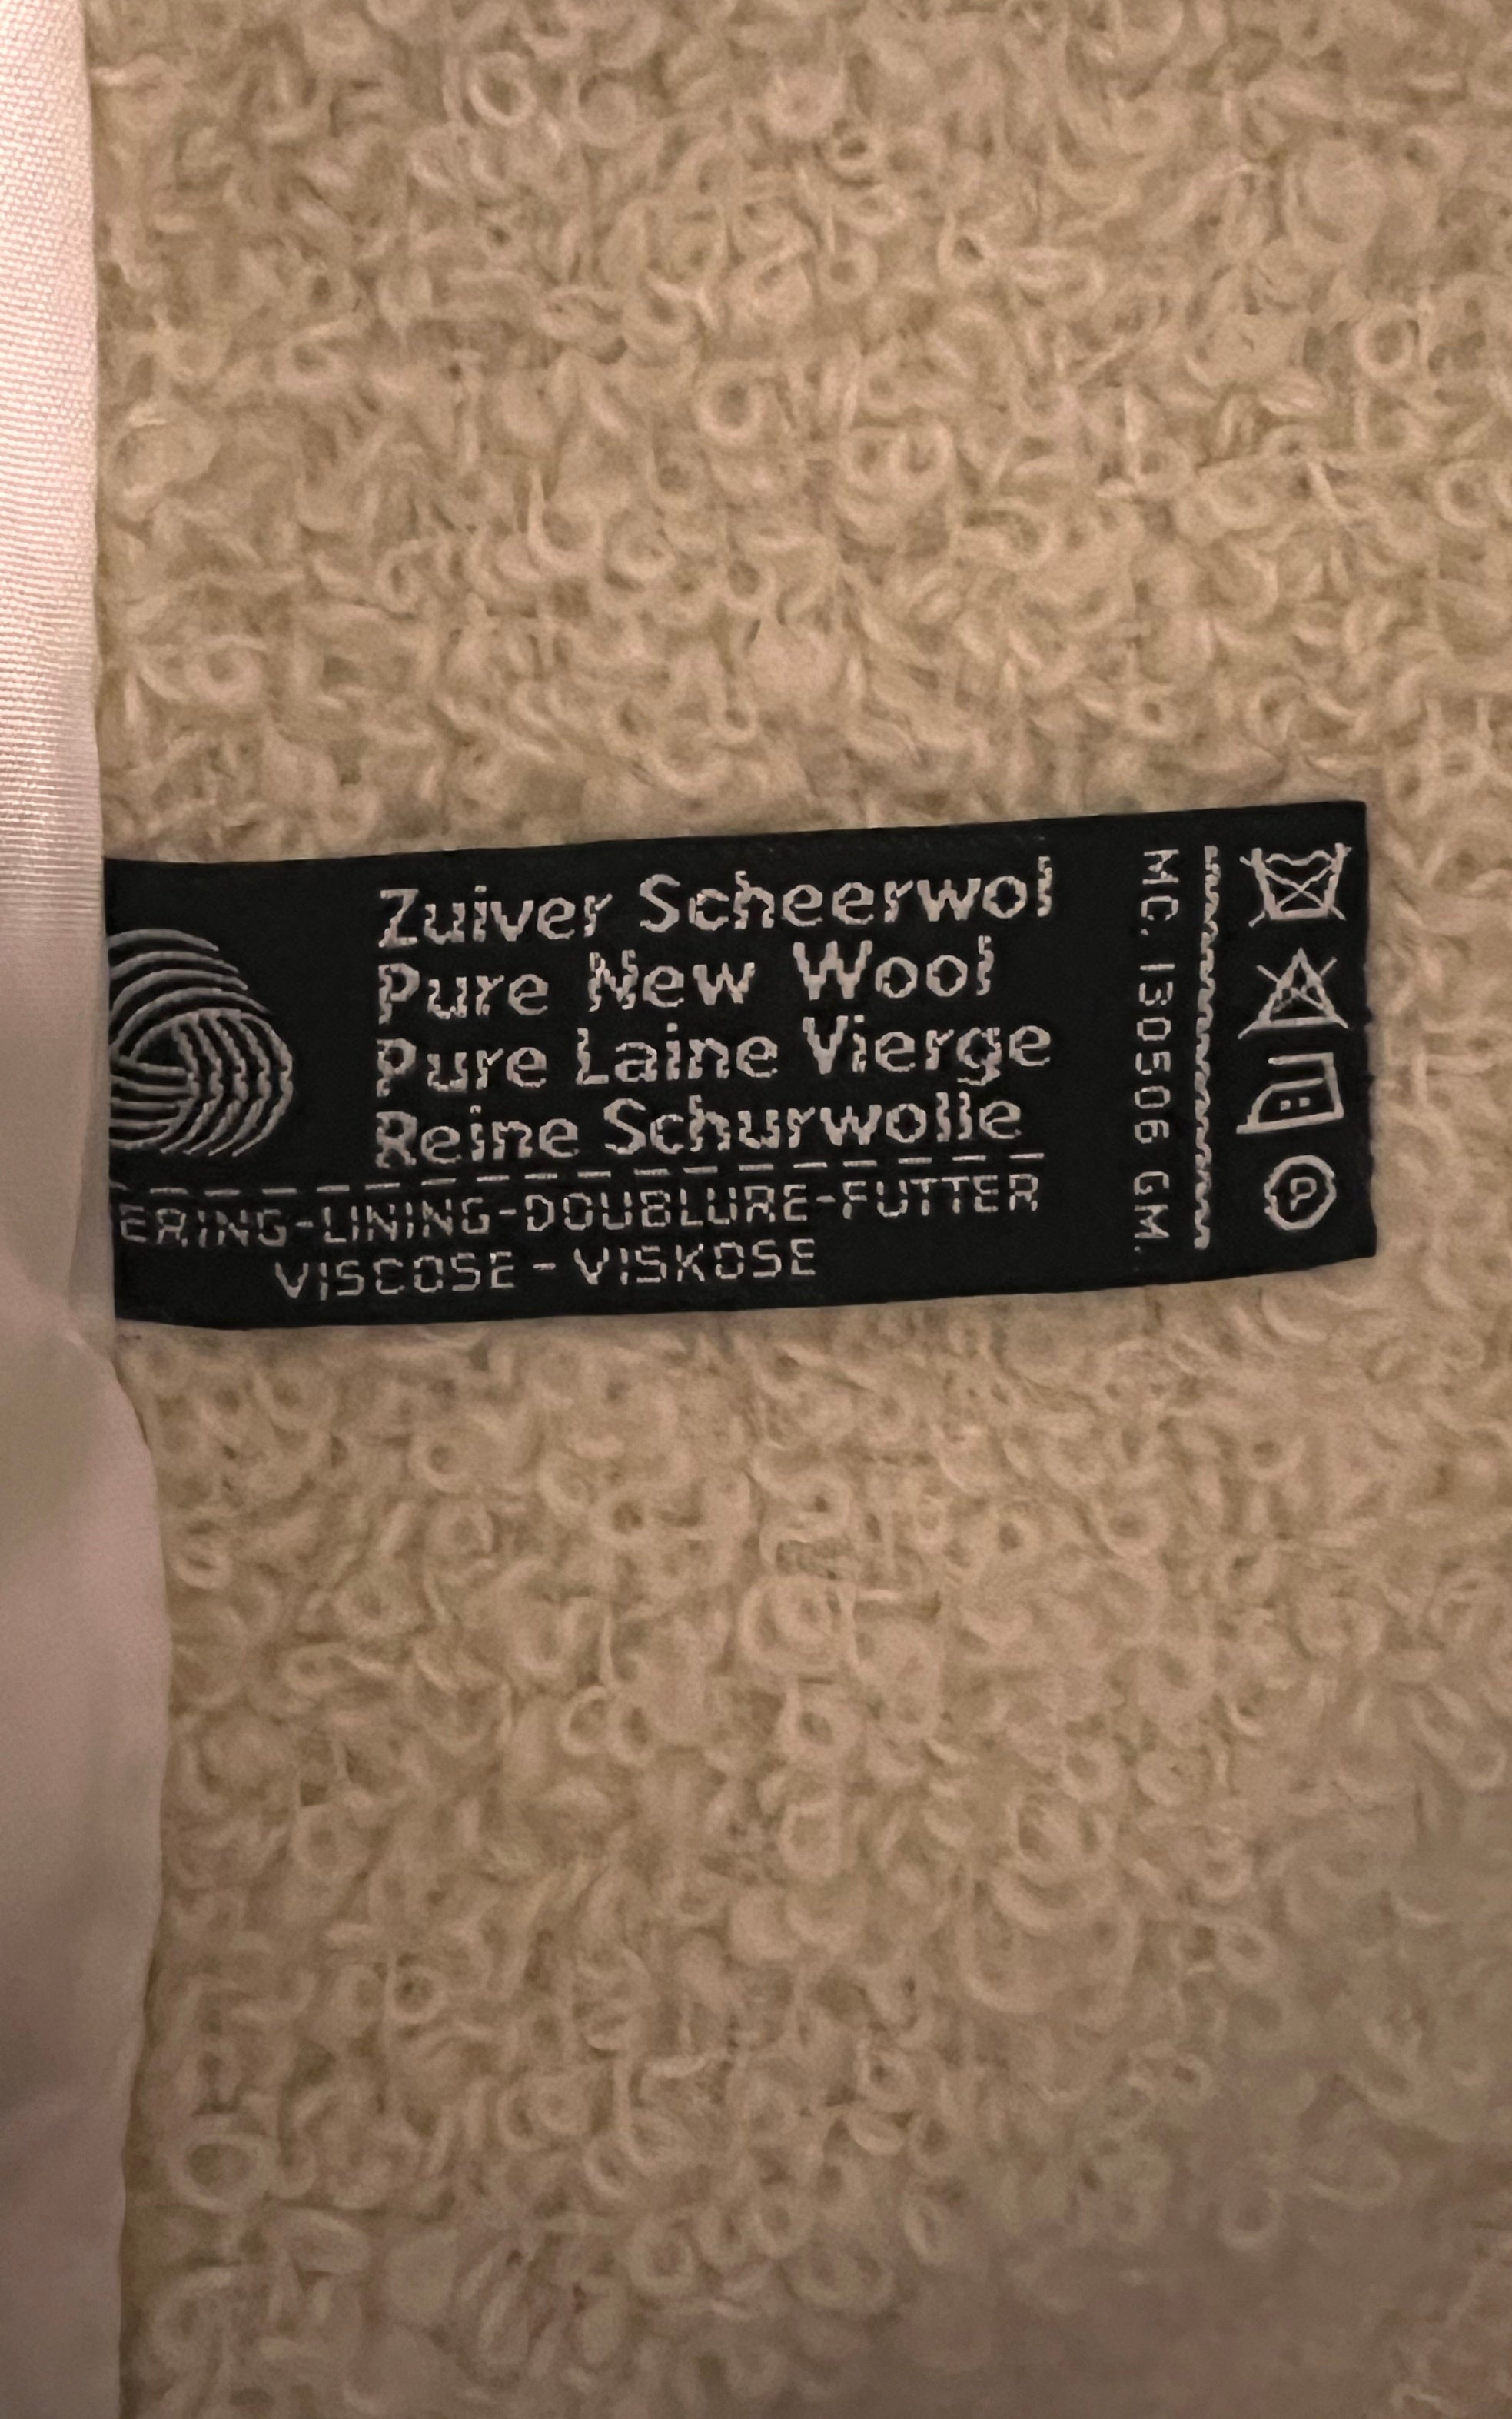 Zuiver Scheerwol
Pure New Wool
Pure Laine Vierge
Reine Schurwolle
ERING-LINING-DOUBLURE-FUTTER
VISCOSE-VISKOSE
MC. 130506 GM.
P